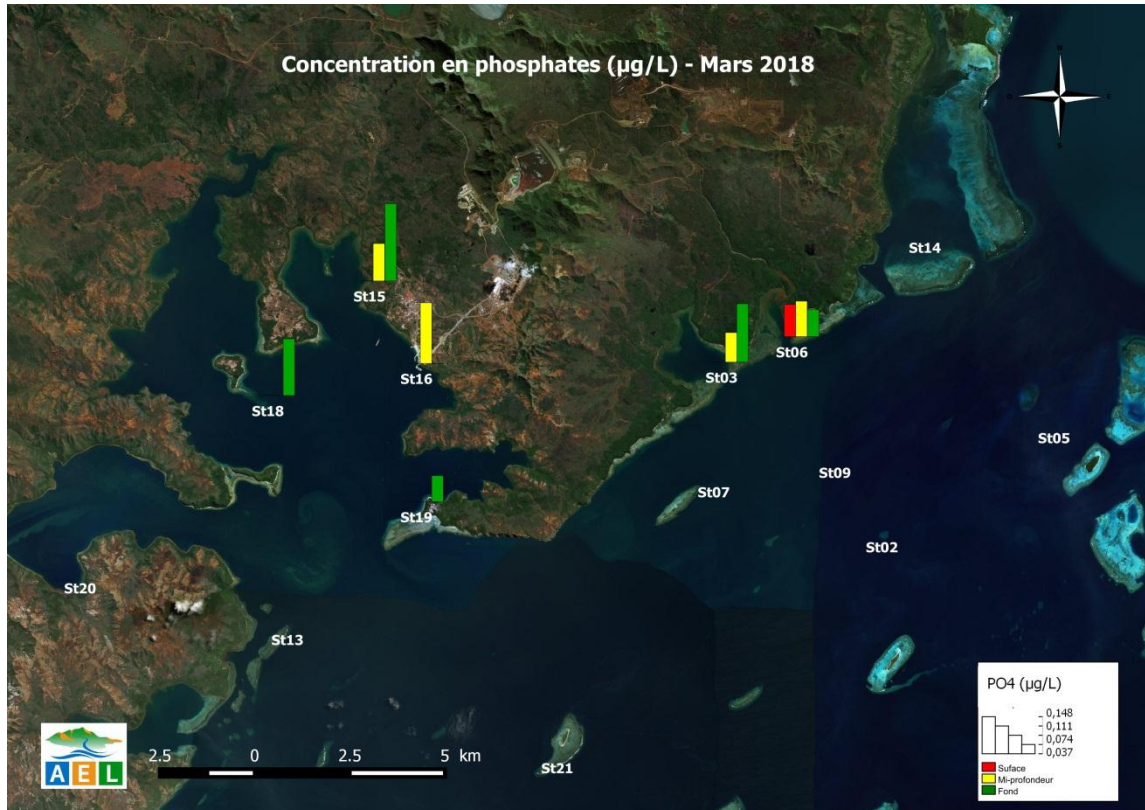 Concentration en phosphates (µg/L) - Mars 2018
St14
St15
St16
St03
St06
St18
St05
St09
St07
St19
St02
St20
St13
St21
PO4 (µg/L)
0,148
0,111
0,074
0,037
Suface
Mi-profondeur
Fond
2.5 0 2.5 5 km
AEL